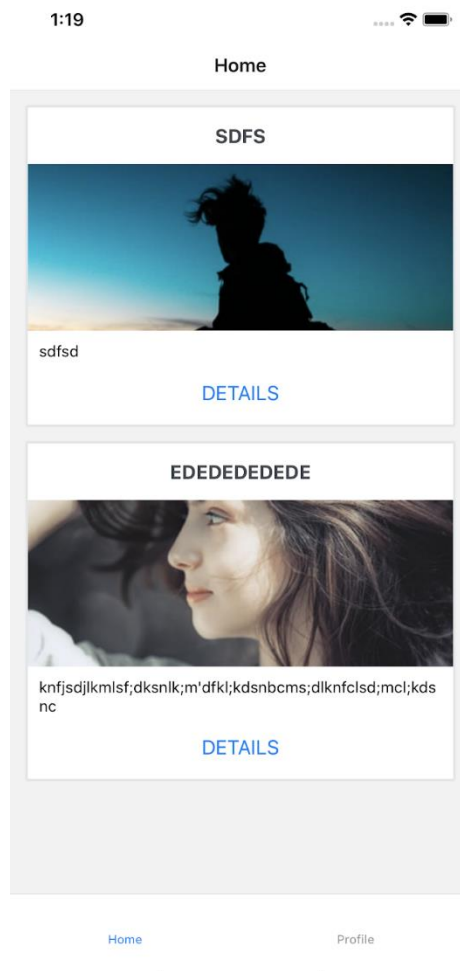 1:19
Home
SDFS
sdfsd
DETAILS
EDEDEDEDEDE
knfjsdjlkmlsf;dksnlk;m'dfkl;kdsnbcms;dlknfclsd;mcl;kds
nc
DETAILS
Home Profile